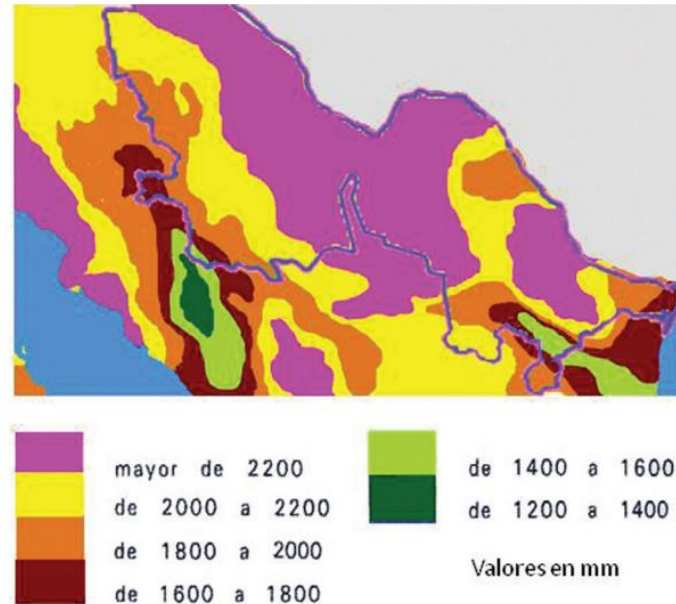 mayor de 2200
de 2000 a 2200
de 1800 a 2000
de 1600 a 1800
de 1400 a 1600
de 1200 a 1400
Valores en mm